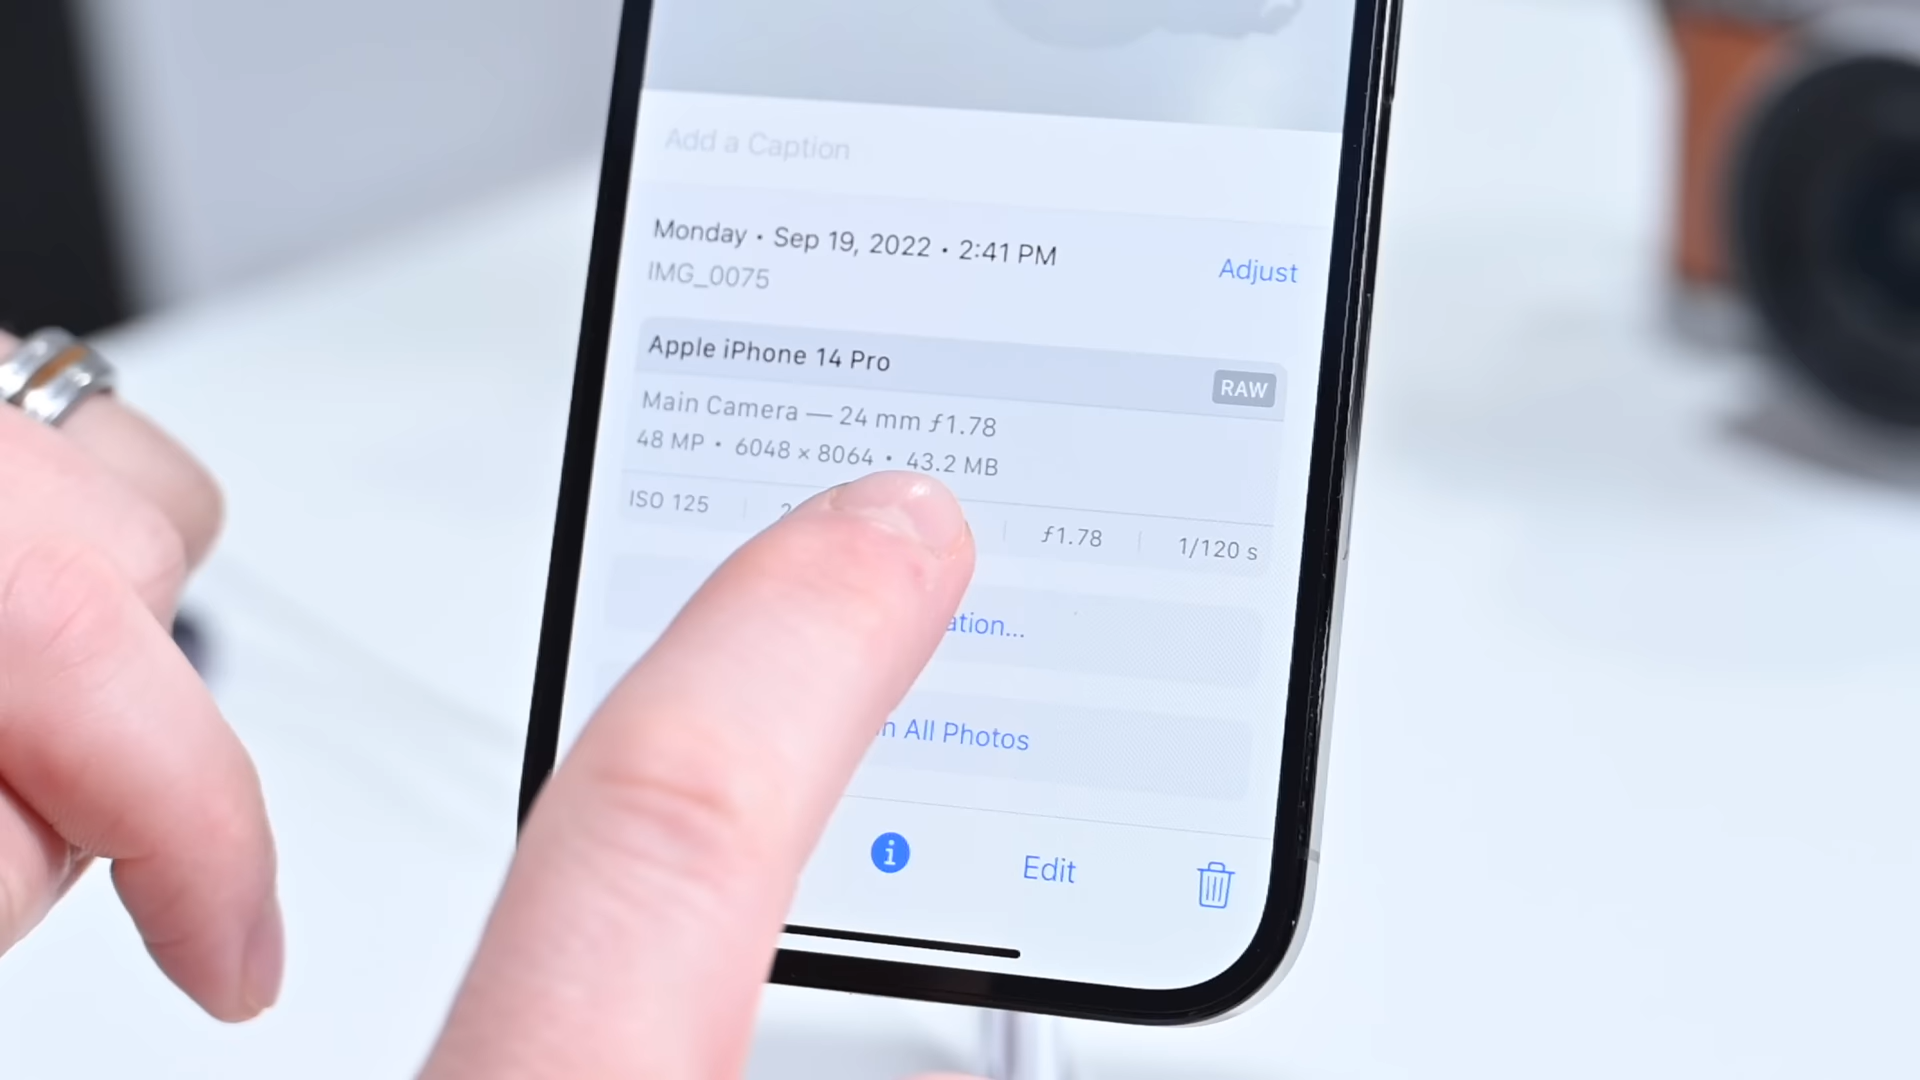 Add a Caption
Monday • Sep 19, 2022 • 2:41 PM
Adjust
IMG_0075
Apple iPhone 14 Pro
RAW
Main Camera — 24 mm ƒ1.78
48 MP • 6048 × 8064 • 43.2 MB
ISO 125
ƒ1.78
1/120 s
All Photos
Edit